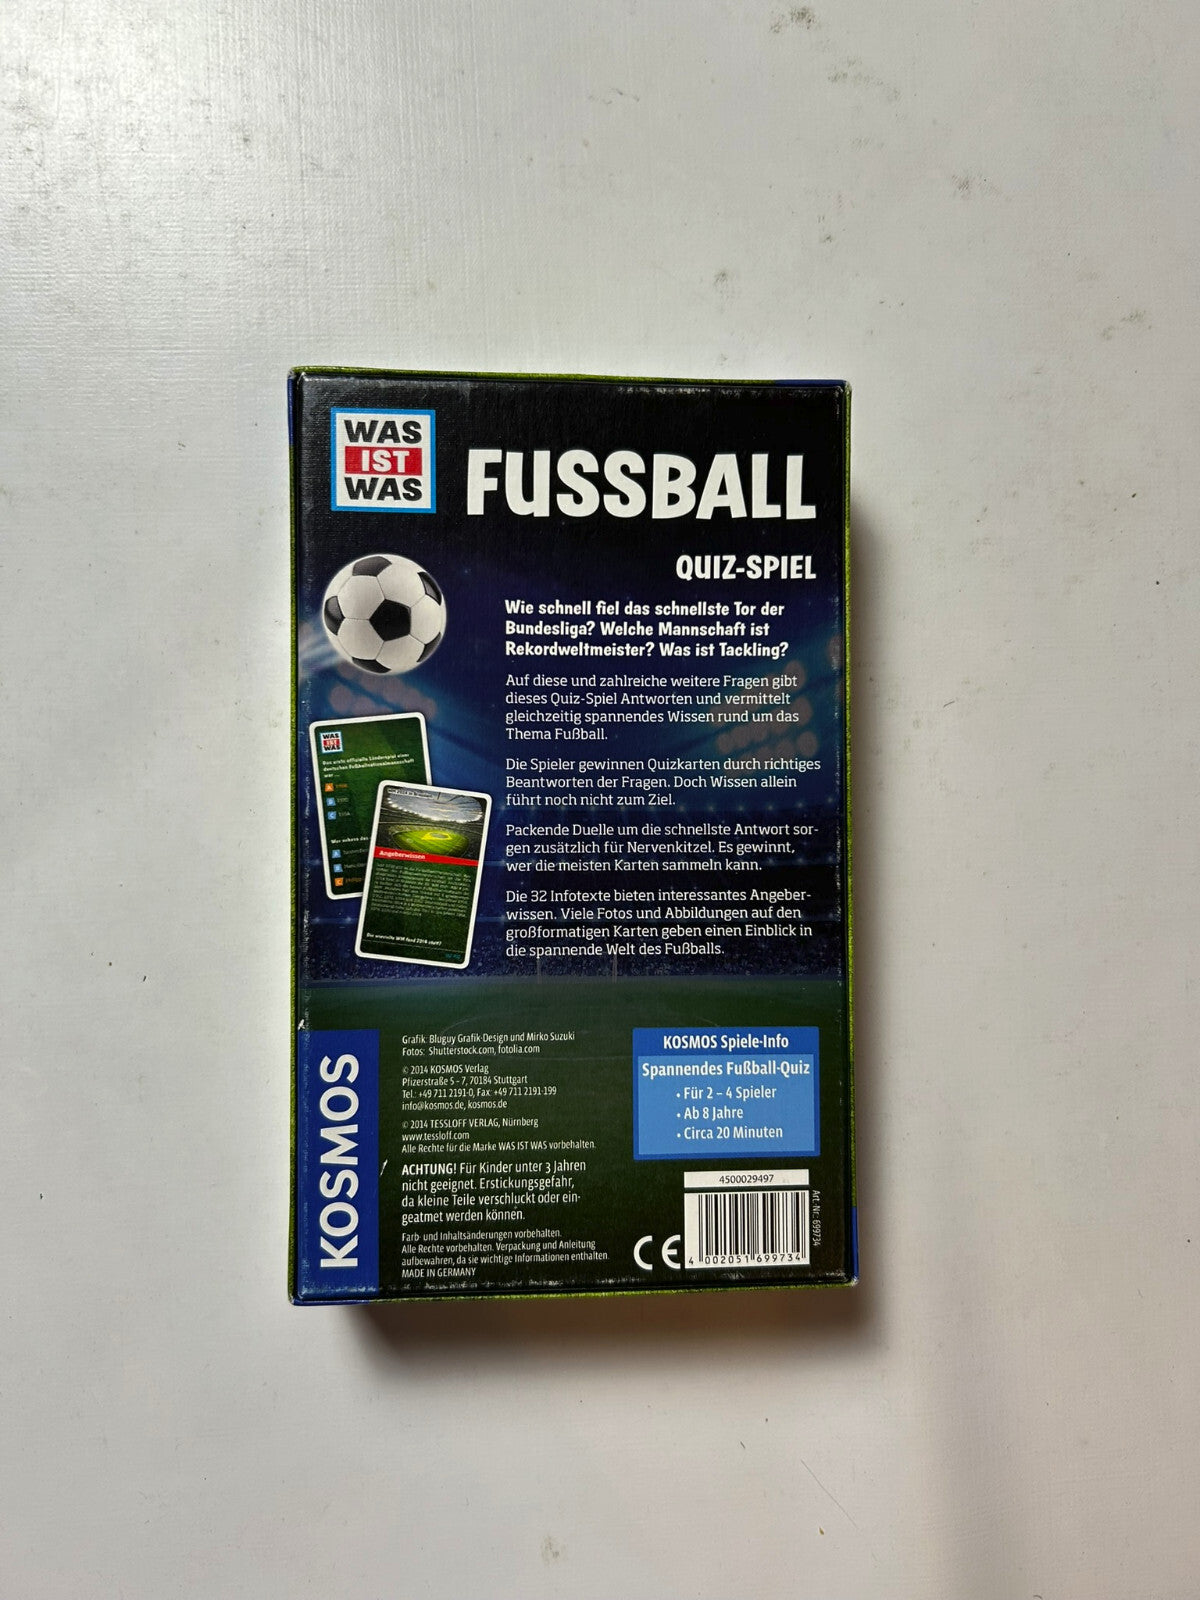 WAS
IST
WAS
FUSSBALL
QUIZ-SPIEL
Wie schnell fiel das schnellste Tor der
Bundesliga? Welche Mannschaft ist
Rekordweltmeister? Was ist Tackling?
Auf diese und zahlreiche weitere Fragen gibt
dieses Quiz-Spiel Antworten und vermittelt
gleichzeitig spannendes Wissen rund um das
Thema Fußball.
Die Spieler gewinnen Quizkarten durch richtiges
Beantworten der Fragen. Doch Wissen allein
führt noch nicht zum Ziel.
Packende Duelle um die schnellste Antwort sor-
gen zusätzlich für Nervenkitzel. Es gewinnt,
wer die meisten Karten sammeln kann.
Die 32 Infotexte bieten interessantes Angeber-
wissen. Viele Fotos und Abbildungen auf den
großformatigen Karten geben einen Einblick in
die spannende Welt des Fußballs.
WAS
IST
WAS
Das erste offizielle Länderspiel einer
deutschen Fußballnationalmannschaft
war ...
A
B
C
A
B
C
Angeberwissen
KOSMOS
Grafik: Bluguy Grafik-Design und Mirko Suzuki
Fotos: Shutterstock.com, fotolia.com
© 2014 KOSMOS Verlag
Pfizerstraße 5 - 7, 70184 Stuttgart
Tel.: +49 711 2191-0, Fax: +49 711 2191-199
info@kosmos.de, kosmos.de
© 2014 TESSLOFF VERLAG, Nürnberg
www.tessloff.com
Alle Rechte für die Marke WAS IST WAS vorbehalten.
ACHTUNG! Für Kinder unter 3 Jahren
nicht geeignet. Erstickungsgefahr,
da kleine Teile verschluckt oder ein-
geatmet werden können.
Farb- und Inhaltsänderungen vorbehalten.
Alle Rechte vorbehalten. Verpackung und Anleitung
aufbewahren, da sie wichtige Informationen enthalten.
MADE IN GERMANY
KOSMOS Spiele-Info
Spannendes Fußball-Quiz
• Für 2 – 4 Spieler
• Ab 8 Jahre
• Circa 20 Minuten
4500029497
Art.-Nr.: 699734
CE
4 002051 699734